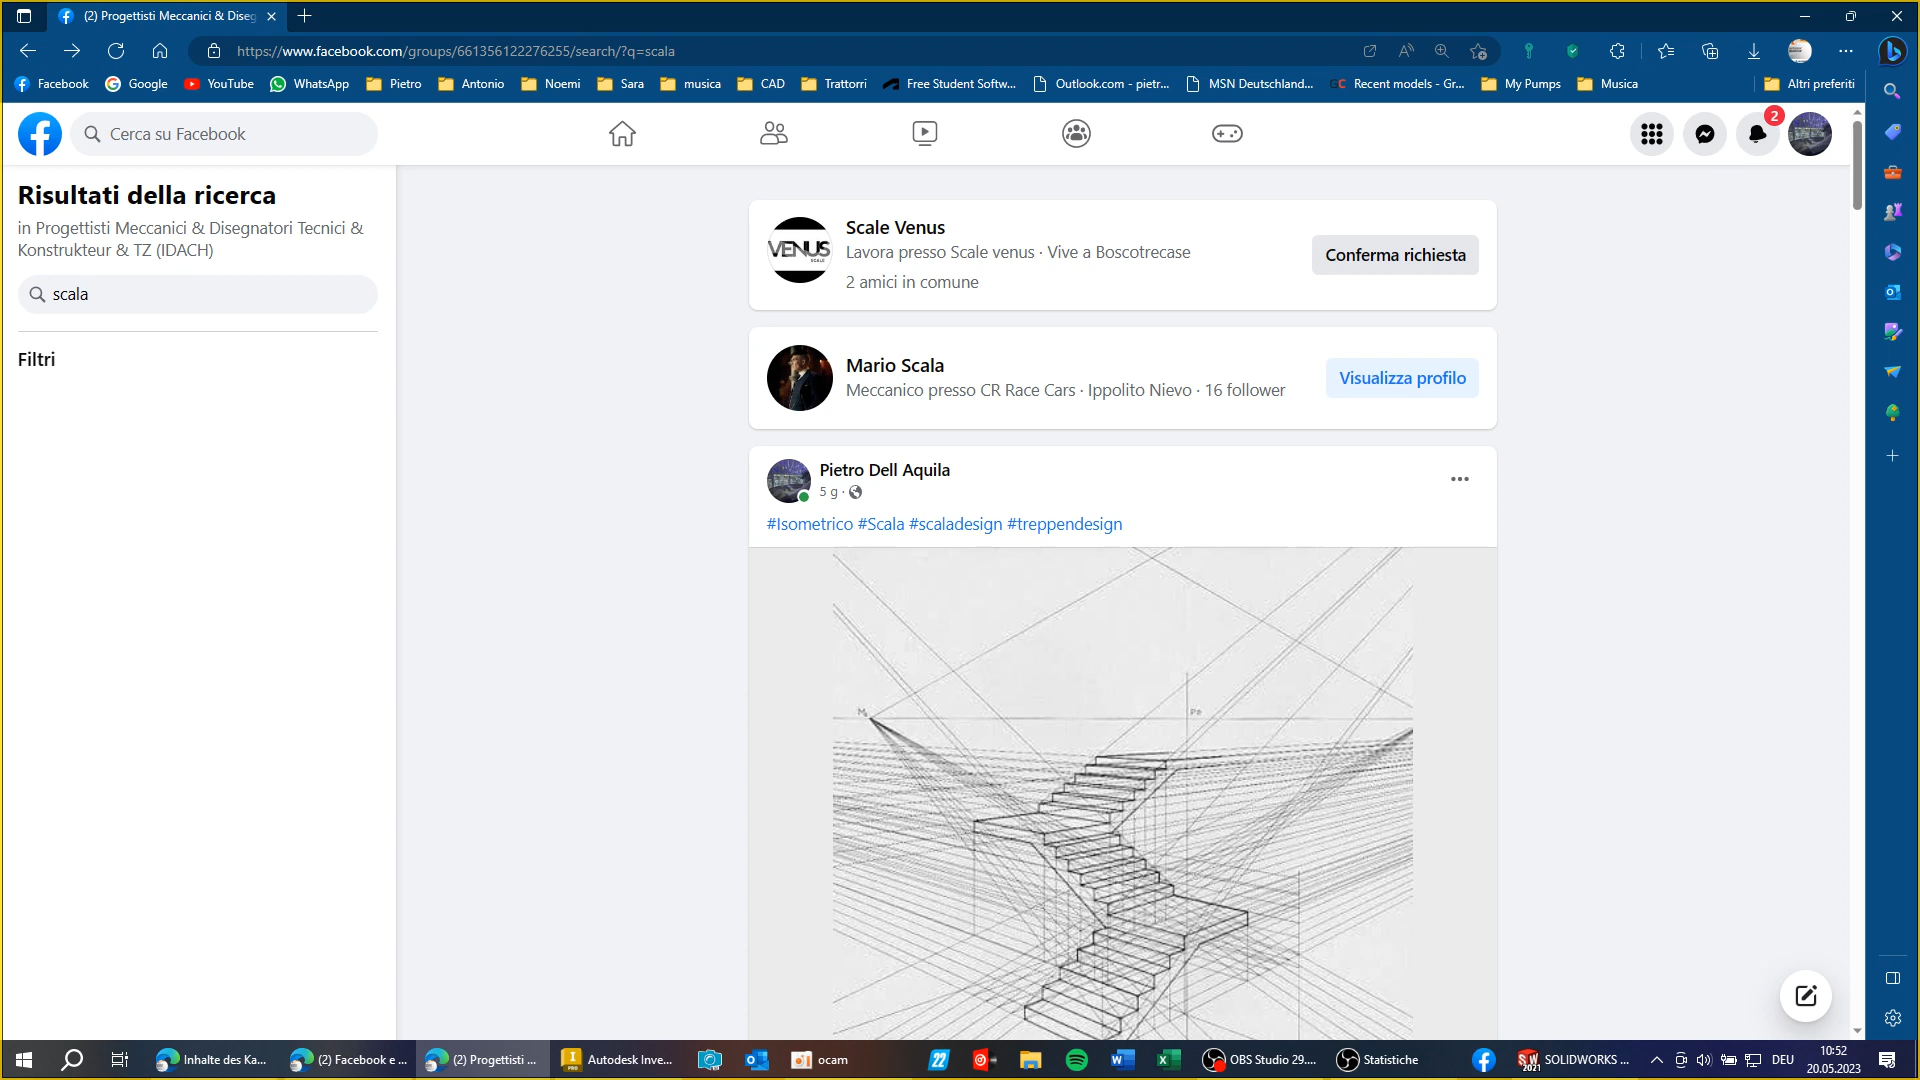 (2) Progettisti Meccanici & Diseg
https://www.facebook.com/groups/661356122276255/search/?q=scala
Facebook
Google
YouTube
WhatsApp
Pietro
Antonio
Noemi
Sara
musica
CAD
Trattorri
Free Student Softw...
Outlook.com - pietr...
MSN Deutschland...
Recent models - Gr...
My Pumps
Musica
Altri preferiti
Cerca su Facebook
2
Risultati della ricerca
in Progettisti Meccanici & Disegnatori Tecnici &
Konstrukteur & TZ (IDACH)
scala
Filtri
VENUS
SCALE
Scale Venus
Lavora presso Scale venus · Vive a Boscotrecase
2 amici in comune
Conferma richiesta
Mario Scala
Meccanico presso CR Race Cars · Ippolito Nievo · 16 follower
Visualizza profilo
Pietro Dell Aquila
5 g ·
#Isometrico #Scala #scaladesign #treppendesign
Inhalte des Ka...
(2) Facebook e ...
(2) Progettisti ...
Autodesk Inve...
ocam
22
OBS Studio 29....
Statistiche
SOLIDWORKS ...
DEU
10:52
20.05.2023